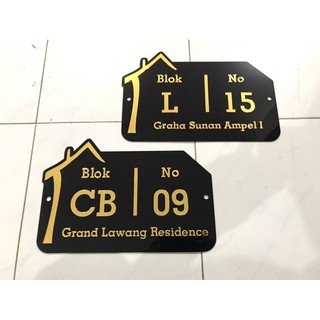 Blok No
L 15
Graha Sunan Ampel I
Blok No
CB 09
Grand Lawang Residence